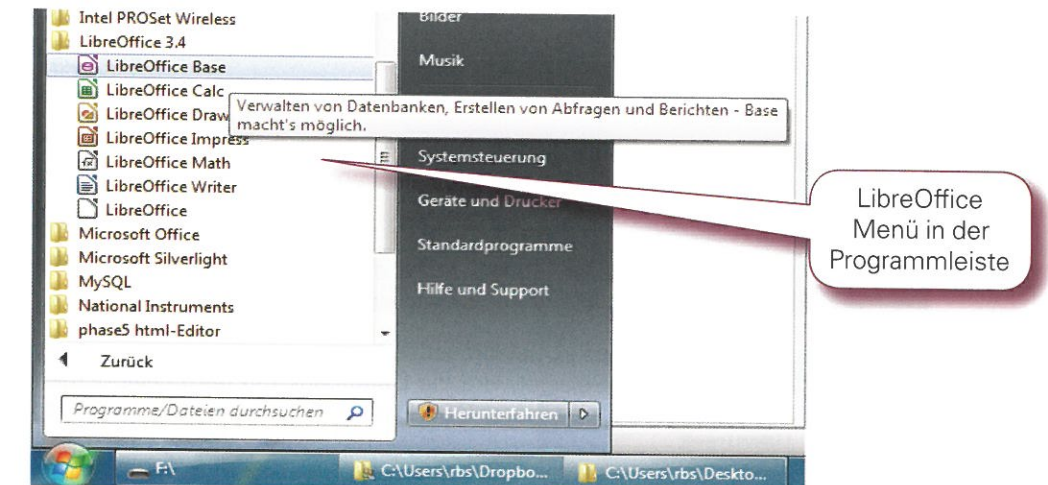 Intel PROSet Wireless
LibreOffice 3.4
LibreOffice Base
LibreOffice Calc
LibreOffice Draw
LibreOffice Impress
LibreOffice Math
LibreOffice Writer
LibreOffice
Microsoft Office
Microsoft Silverlight
MySQL
National Instruments
phase5 html-Editor
Zurück
Programme/Dateien durchsuchen
Verwalten von Datenbanken, Erstellen von Abfragen und Berichten - Base
macht's möglich.
Bilder
Musik
Systemsteuerung
Geräte und Drucker
Standardprogramme
Hilfe und Support
Herunterfahren
LibreOffice
Menü in der
Programmleiste
F:\
C:\Users\rbs\Dropbo...
C:\Users\rbs\Deskto...